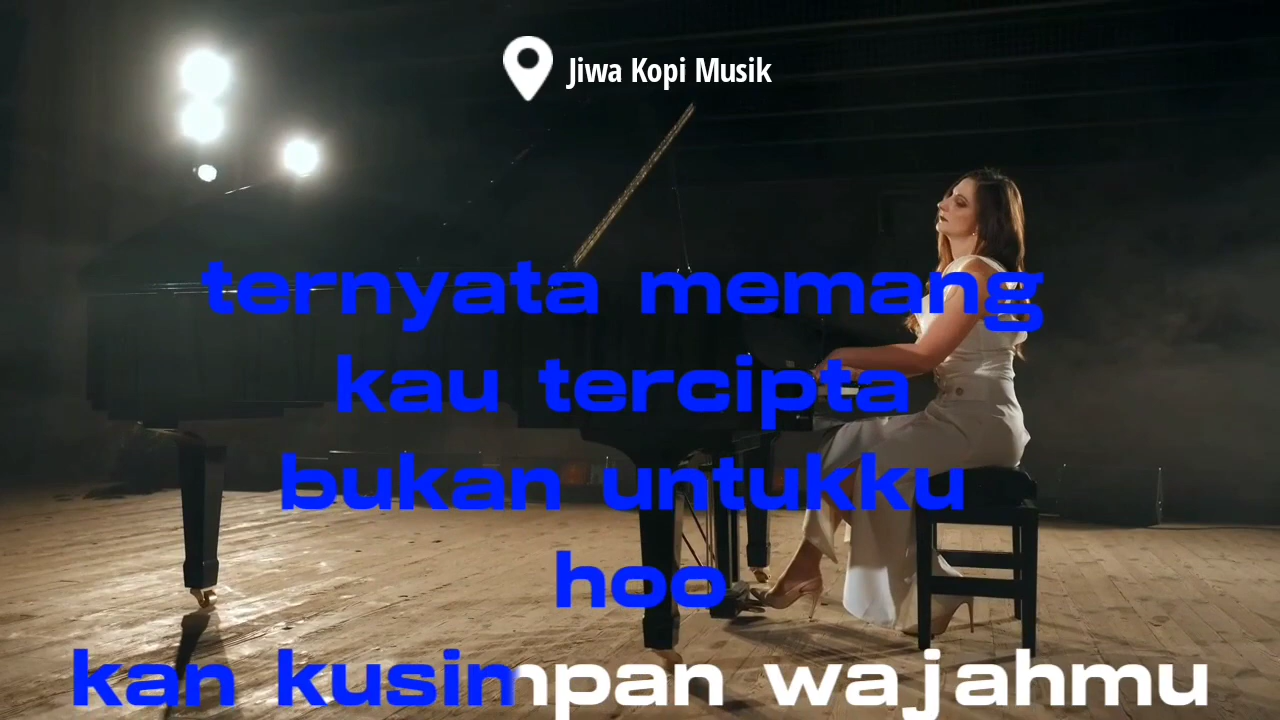 Jiwa Kopi Musik
ternyata memang
kau tercipta
bukan untukku
hoo
kan kusimpan wajahmu